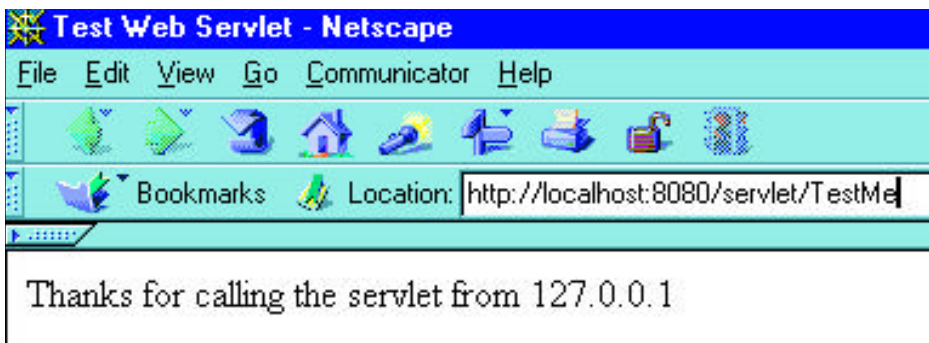 Test Web Servlet - Netscape
File Edit View Go Communicator Help
Bookmarks Location: http://localhost:8080/servlet/TestMe
Thanks for calling the servlet from 127.0.0.1